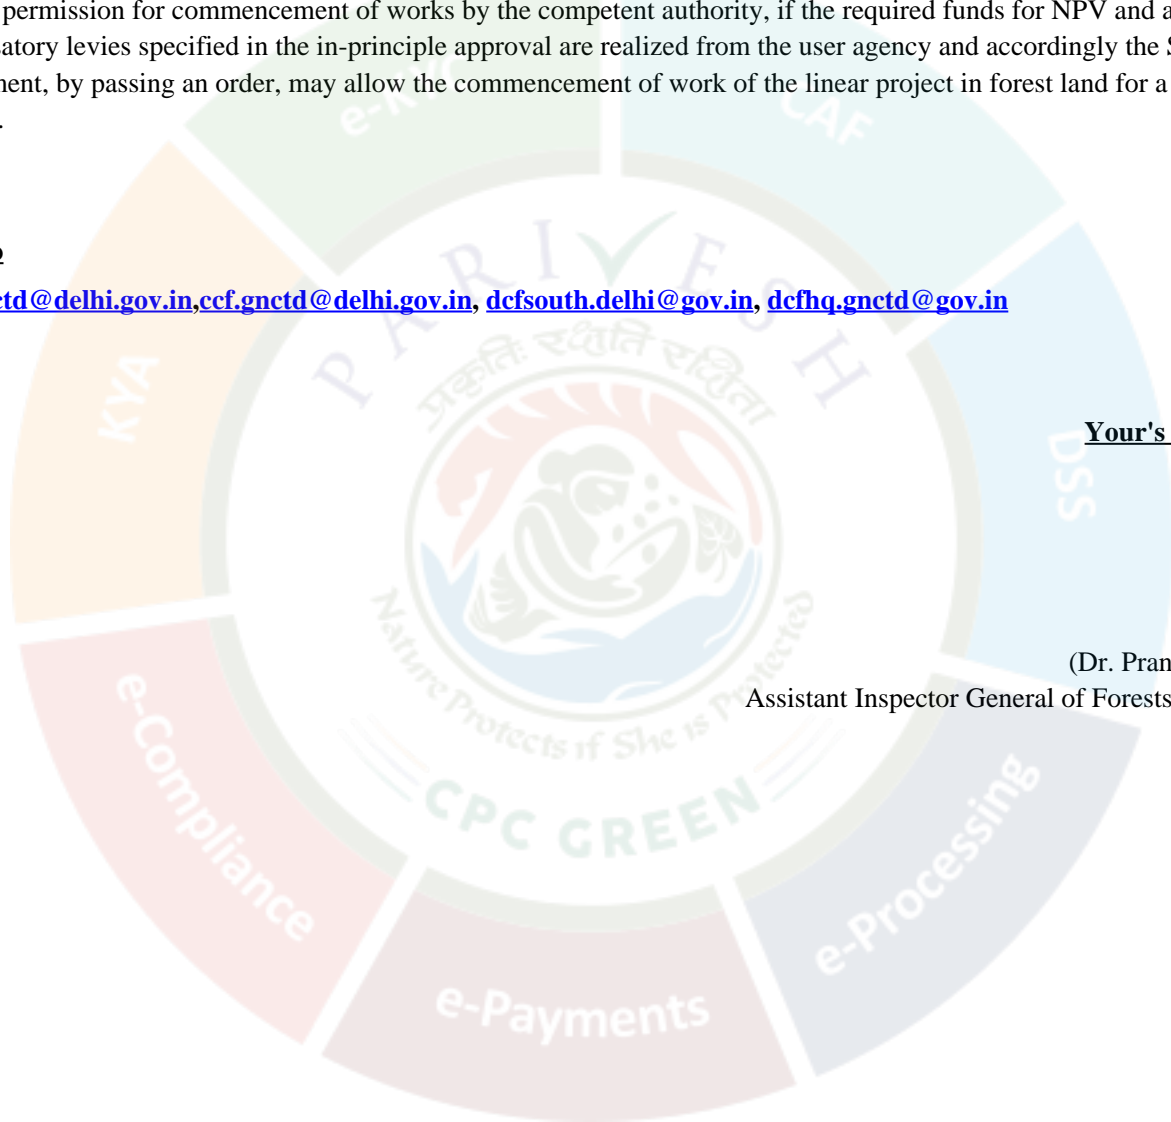 permission for commencement of works by the competent authority, if the required funds for NPV and a
satory levies specified in the in-principle approval are realized from the user agency and accordingly the S
ment, by passing an order, may allow the commencement of work of the linear project in forest land for a
.
ctd@delhi.gov.in,ccf.gnctd@delhi.gov.in, dcfsouth.delhi@gov.in, dcfhq.gnctd@gov.in
Your's
(Dr. Pran
Assistant Inspector General of Forests
e-KYC
CAF
KYA
DSS
PARIVESH
प्रकृतिः रक्षति रक्षिता
Nature Protects if She is Protected
CPC GREEN
e-Compliance
e-Processing
e-Payments